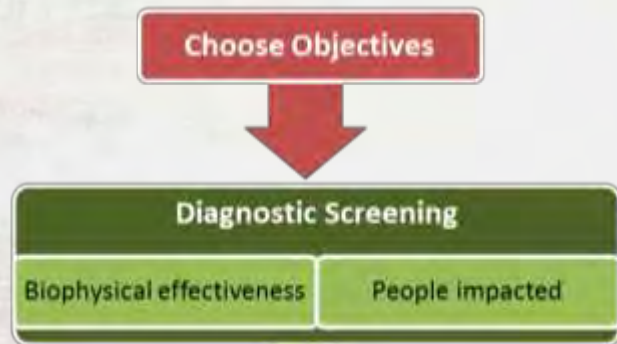 Choose Objectives
Diagnostic Screening
Biophysical effectiveness People impacted